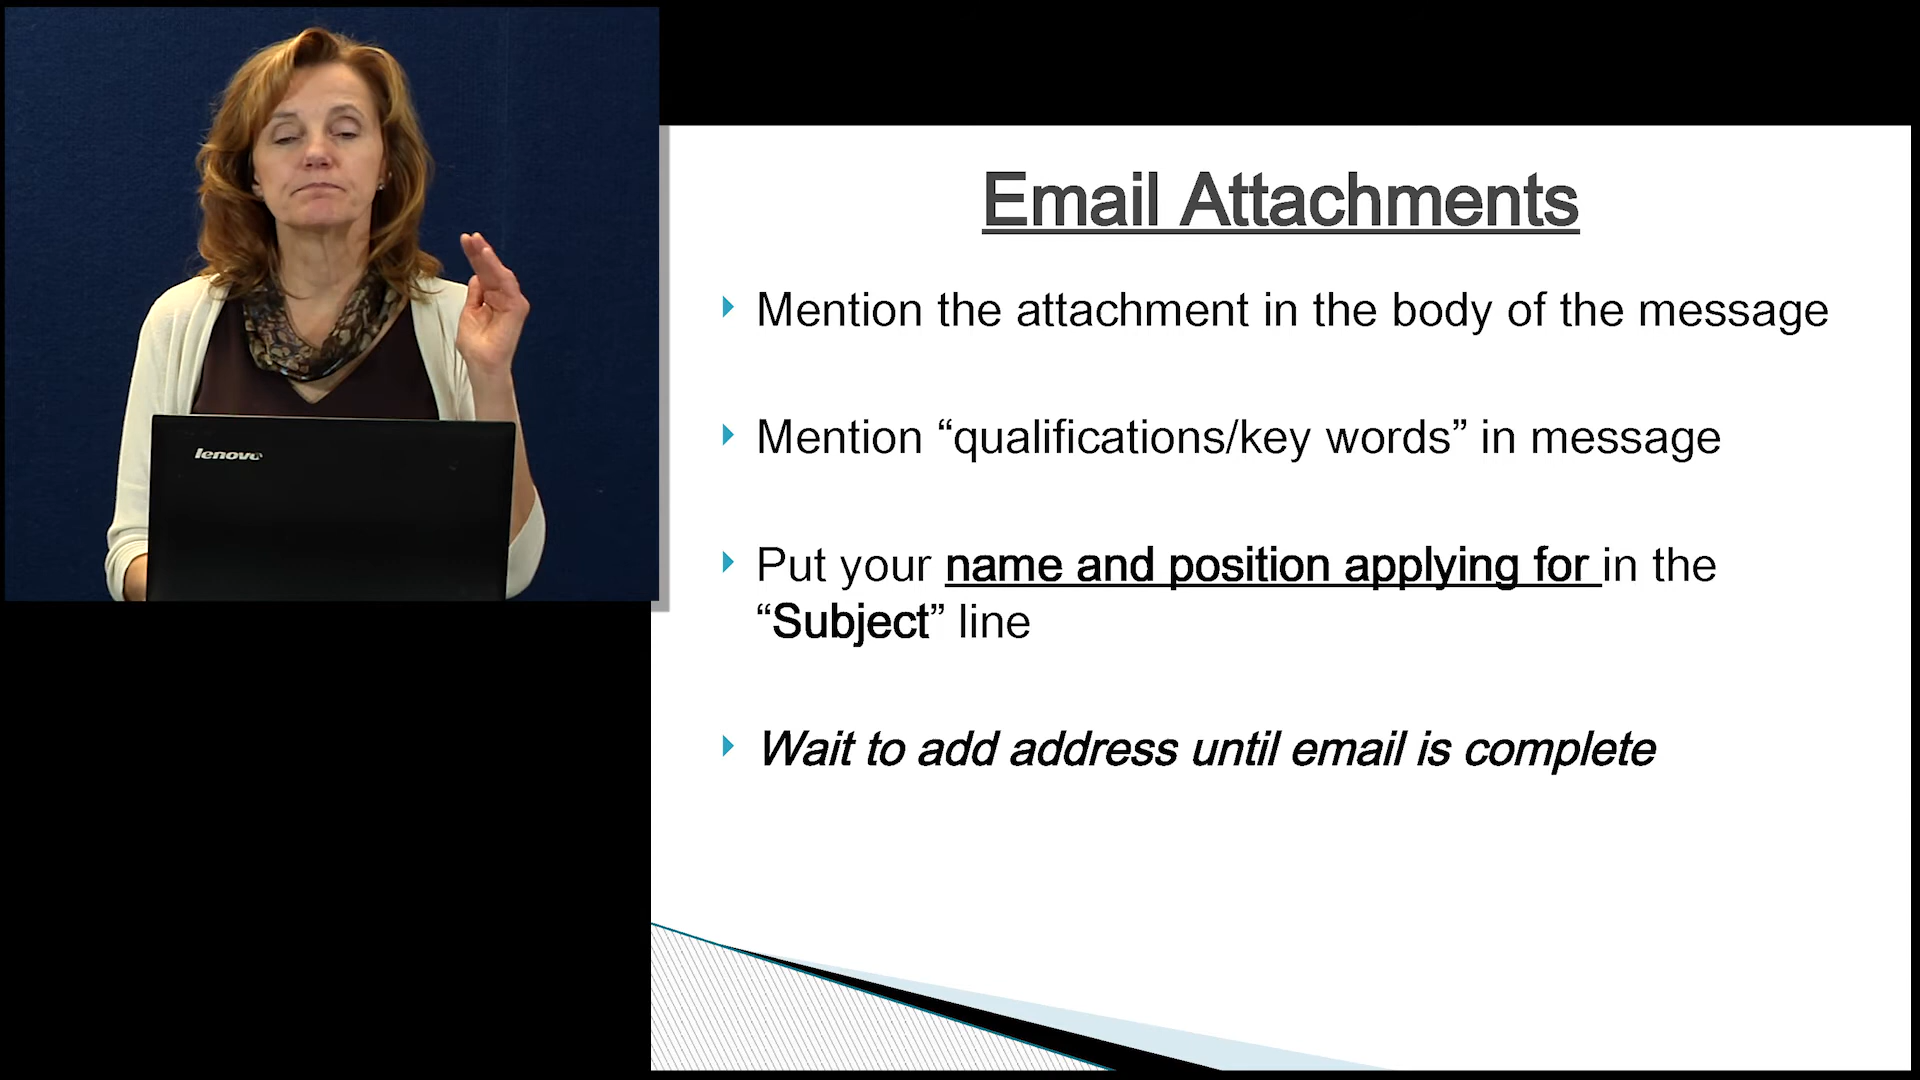 Email Attachments
Mention the attachment in the body of the message
Mention “qualifications/key words” in message
Put your name and position applying for in the
“Subject” line
Wait to add address until email is complete
lenovo